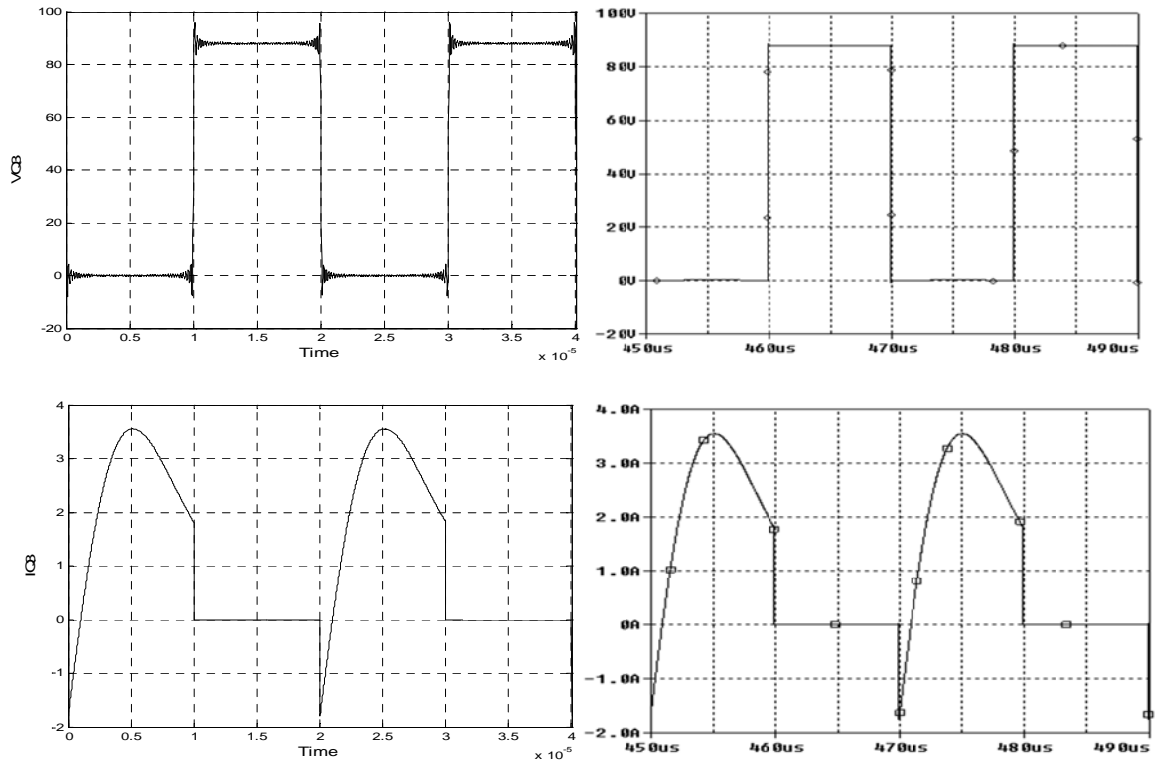 100
80
60
40
20
0
-20
VQ8
0 0.5 1 1.5 2 2.5 3 3.5 4
Time
x 10-5
100V
80V
60V
40V
20V
0V
-20V
450us 460us 470us 480us 490us
4
3
2
1
0
-1
-2
IQ8
0 0.5 1 1.5 2 2.5 3 3.5 4
Time
x 10-5
4.0A
3.0A
2.0A
1.0A
0A
-1.0A
-2.0A
450us 460us 470us 480us 490us